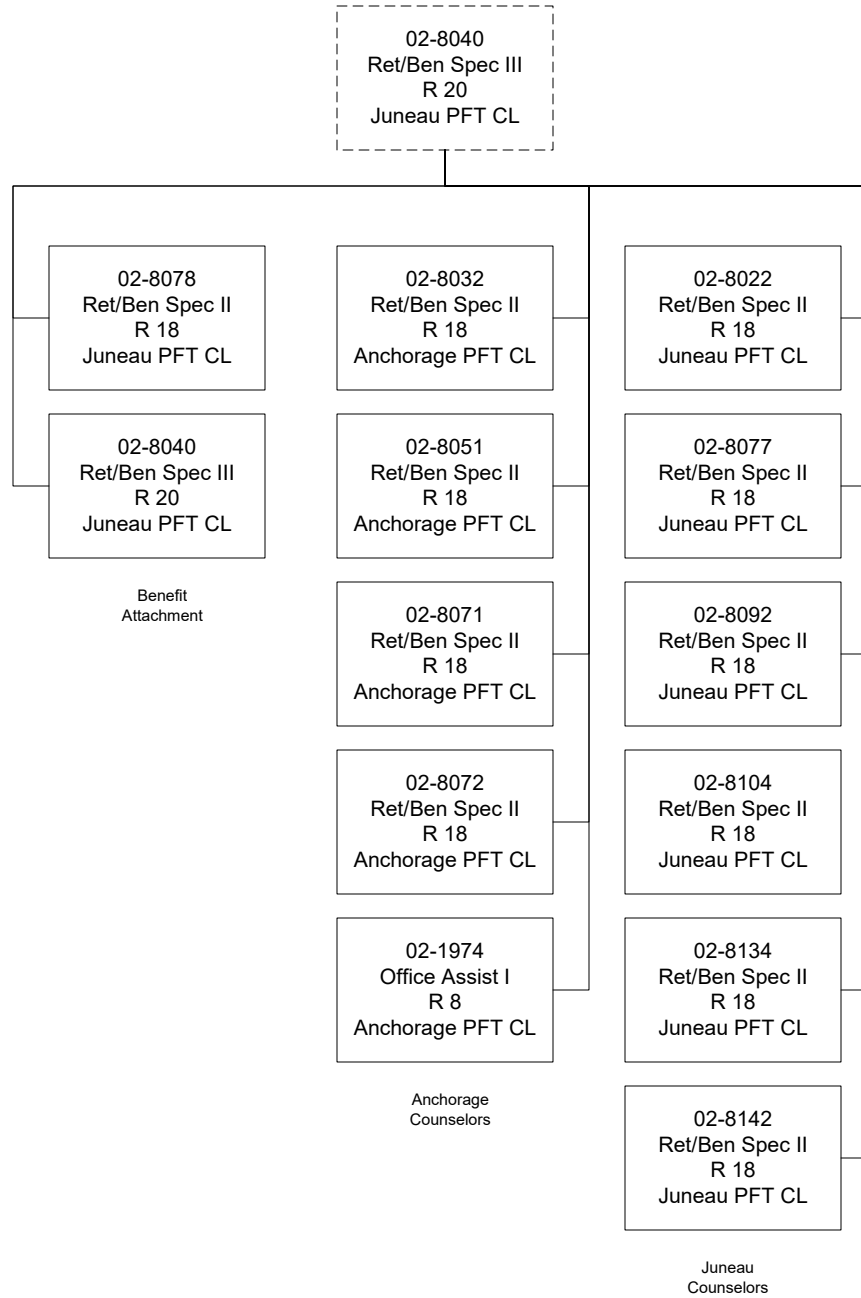 02-8040
Ret/Ben Spec III
R 20
Juneau PFT CL
02-8078
Ret/Ben Spec II
R 18
Juneau PFT CL
02-8040
Ret/Ben Spec III
R 20
Juneau PFT CL
Benefit
Attachment
02-8032
Ret/Ben Spec II
R 18
Anchorage PFT CL
02-8051
Ret/Ben Spec II
R 18
Anchorage PFT CL
02-8071
Ret/Ben Spec II
R 18
Anchorage PFT CL
02-8072
Ret/Ben Spec II
R 18
Anchorage PFT CL
02-1974
Office Assist I
R 8
Anchorage PFT CL
Anchorage
Counselors
02-8022
Ret/Ben Spec II
R 18
Juneau PFT CL
02-8077
Ret/Ben Spec II
R 18
Juneau PFT CL
02-8092
Ret/Ben Spec II
R 18
Juneau PFT CL
02-8104
Ret/Ben Spec II
R 18
Juneau PFT CL
02-8134
Ret/Ben Spec II
R 18
Juneau PFT CL
02-8142
Ret/Ben Spec II
R 18
Juneau PFT CL
Juneau
Counselors